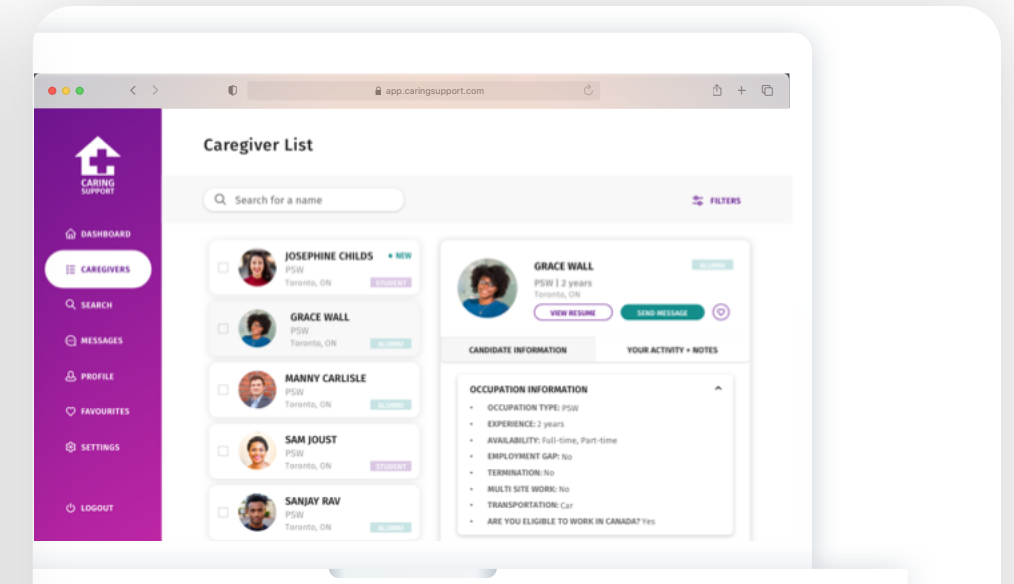 app.caringsupport.com
CARING
SUPPORT
DASHBOARD
CAREGIVERS
SEARCH
MESSAGES
PROFILE
FAVOURITES
SETTINGS
LOGOUT
Caregiver List
Search for a name
FILTERS
JOSEPHINE CHILDS • NEW
PSW
Toronto, ON STUDENT
GRACE WALL
PSW
Toronto, ON ALUMNI
MANNY CARLISLE
PSW
Toronto, ON ALUMNI
SAM JOUST
PSW
Toronto, ON STUDENT
SANJAY RAV
PSW
Toronto, ON ALUMNI
GRACE WALL ALUMNI
PSW | 2 years
Toronto, ON
VIEW RESUME SEND MESSAGE
CANDIDATE INFORMATION YOUR ACTIVITY + NOTES
OCCUPATION INFORMATION
• OCCUPATION TYPE: PSW
• EXPERIENCE: 2 years
• AVAILABILITY: Full-time, Part-time
• EMPLOYMENT GAP: No
• TERMINATION: No
• MULTI SITE WORK: No
• TRANSPORTATION: Car
• ARE YOU ELIGIBLE TO WORK IN CANADA? Yes